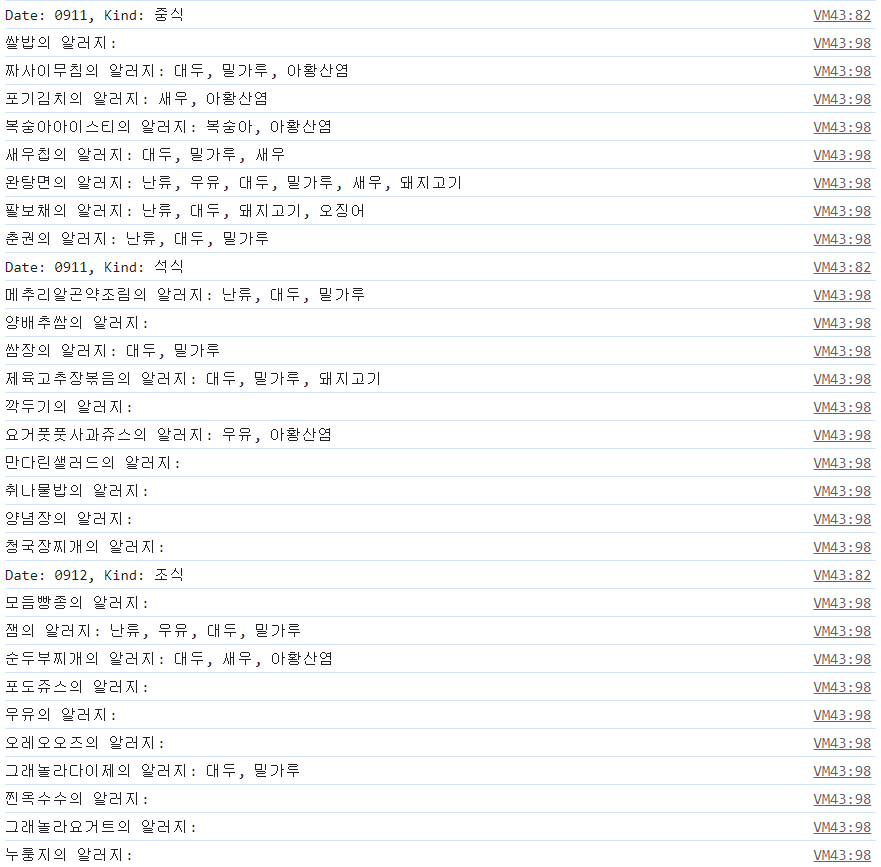 Date: 0911, Kind: 중식 VM43:82
쌀밥의 알러지: VM43:98
짜사이무침의 알러지: 대두, 밀가루, 아황산염 VM43:98
포기김치의 알러지: 새우, 아황산염 VM43:98
복숭아아이스티의 알러지: 복숭아, 아황산염 VM43:98
새우칩의 알러지: 대두, 밀가루, 새우 VM43:98
완탕면의 알러지: 난류, 우유, 대두, 밀가루, 새우, 돼지고기 VM43:98
팔보채의 알러지: 난류, 대두, 돼지고기, 오징어 VM43:98
춘권의 알러지: 난류, 대두, 밀가루 VM43:98
Date: 0911, Kind: 석식 VM43:82
메추리알곤약조림의 알러지: 난류, 대두, 밀가루 VM43:98
양배추쌈의 알러지: VM43:98
쌈장의 알러지: 대두, 밀가루 VM43:98
제육고추장볶음의 알러지: 대두, 밀가루, 돼지고기 VM43:98
깍두기의 알러지: VM43:98
요거풋풋사과쥬스의 알러지: 우유, 아황산염 VM43:98
만다린샐러드의 알러지: VM43:98
취나물밥의 알러지: VM43:98
양념장의 알러지: VM43:98
청국장찌개의 알러지: VM43:98
Date: 0912, Kind: 조식 VM43:82
모듬빵종의 알러지: VM43:98
잼의 알러지: 난류, 우유, 대두, 밀가루 VM43:98
순두부찌개의 알러지: 대두, 새우, 아황산염 VM43:98
포도쥬스의 알러지: VM43:98
우유의 알러지: VM43:98
오레오오즈의 알러지: VM43:98
그래놀라다이제의 알러지: 대두, 밀가루 VM43:98
찐옥수수의 알러지: VM43:98
그래놀라요거트의 알러지: VM43:98
누룽지의 알러지: VM43:98